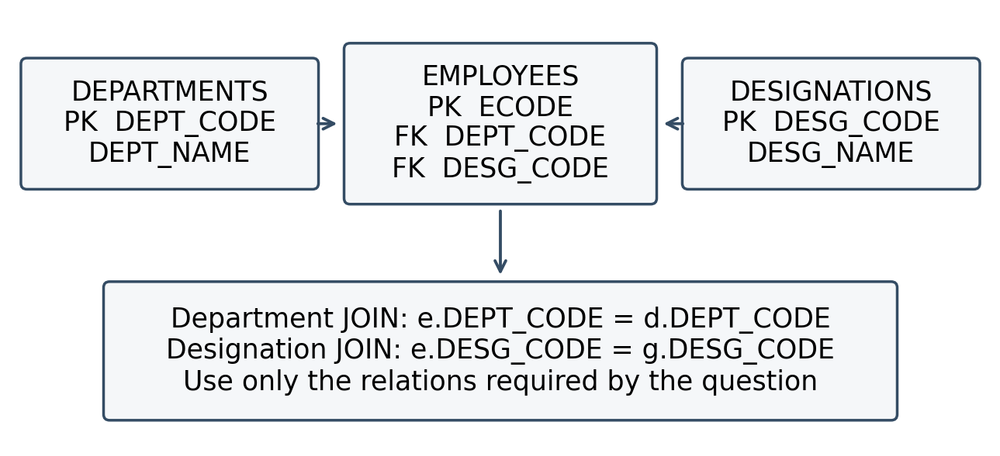 DEPARTMENTS
PK  DEPT_CODE
DEPT_NAME
EMPLOYEES
PK  ECODE
FK  DEPT_CODE
FK  DESG_CODE
DESIGNATIONS
PK  DESG_CODE
DESG_NAME
Department JOIN: e.DEPT_CODE = d.DEPT_CODE
Designation JOIN: e.DESG_CODE = g.DESG_CODE
Use only the relations required by the question